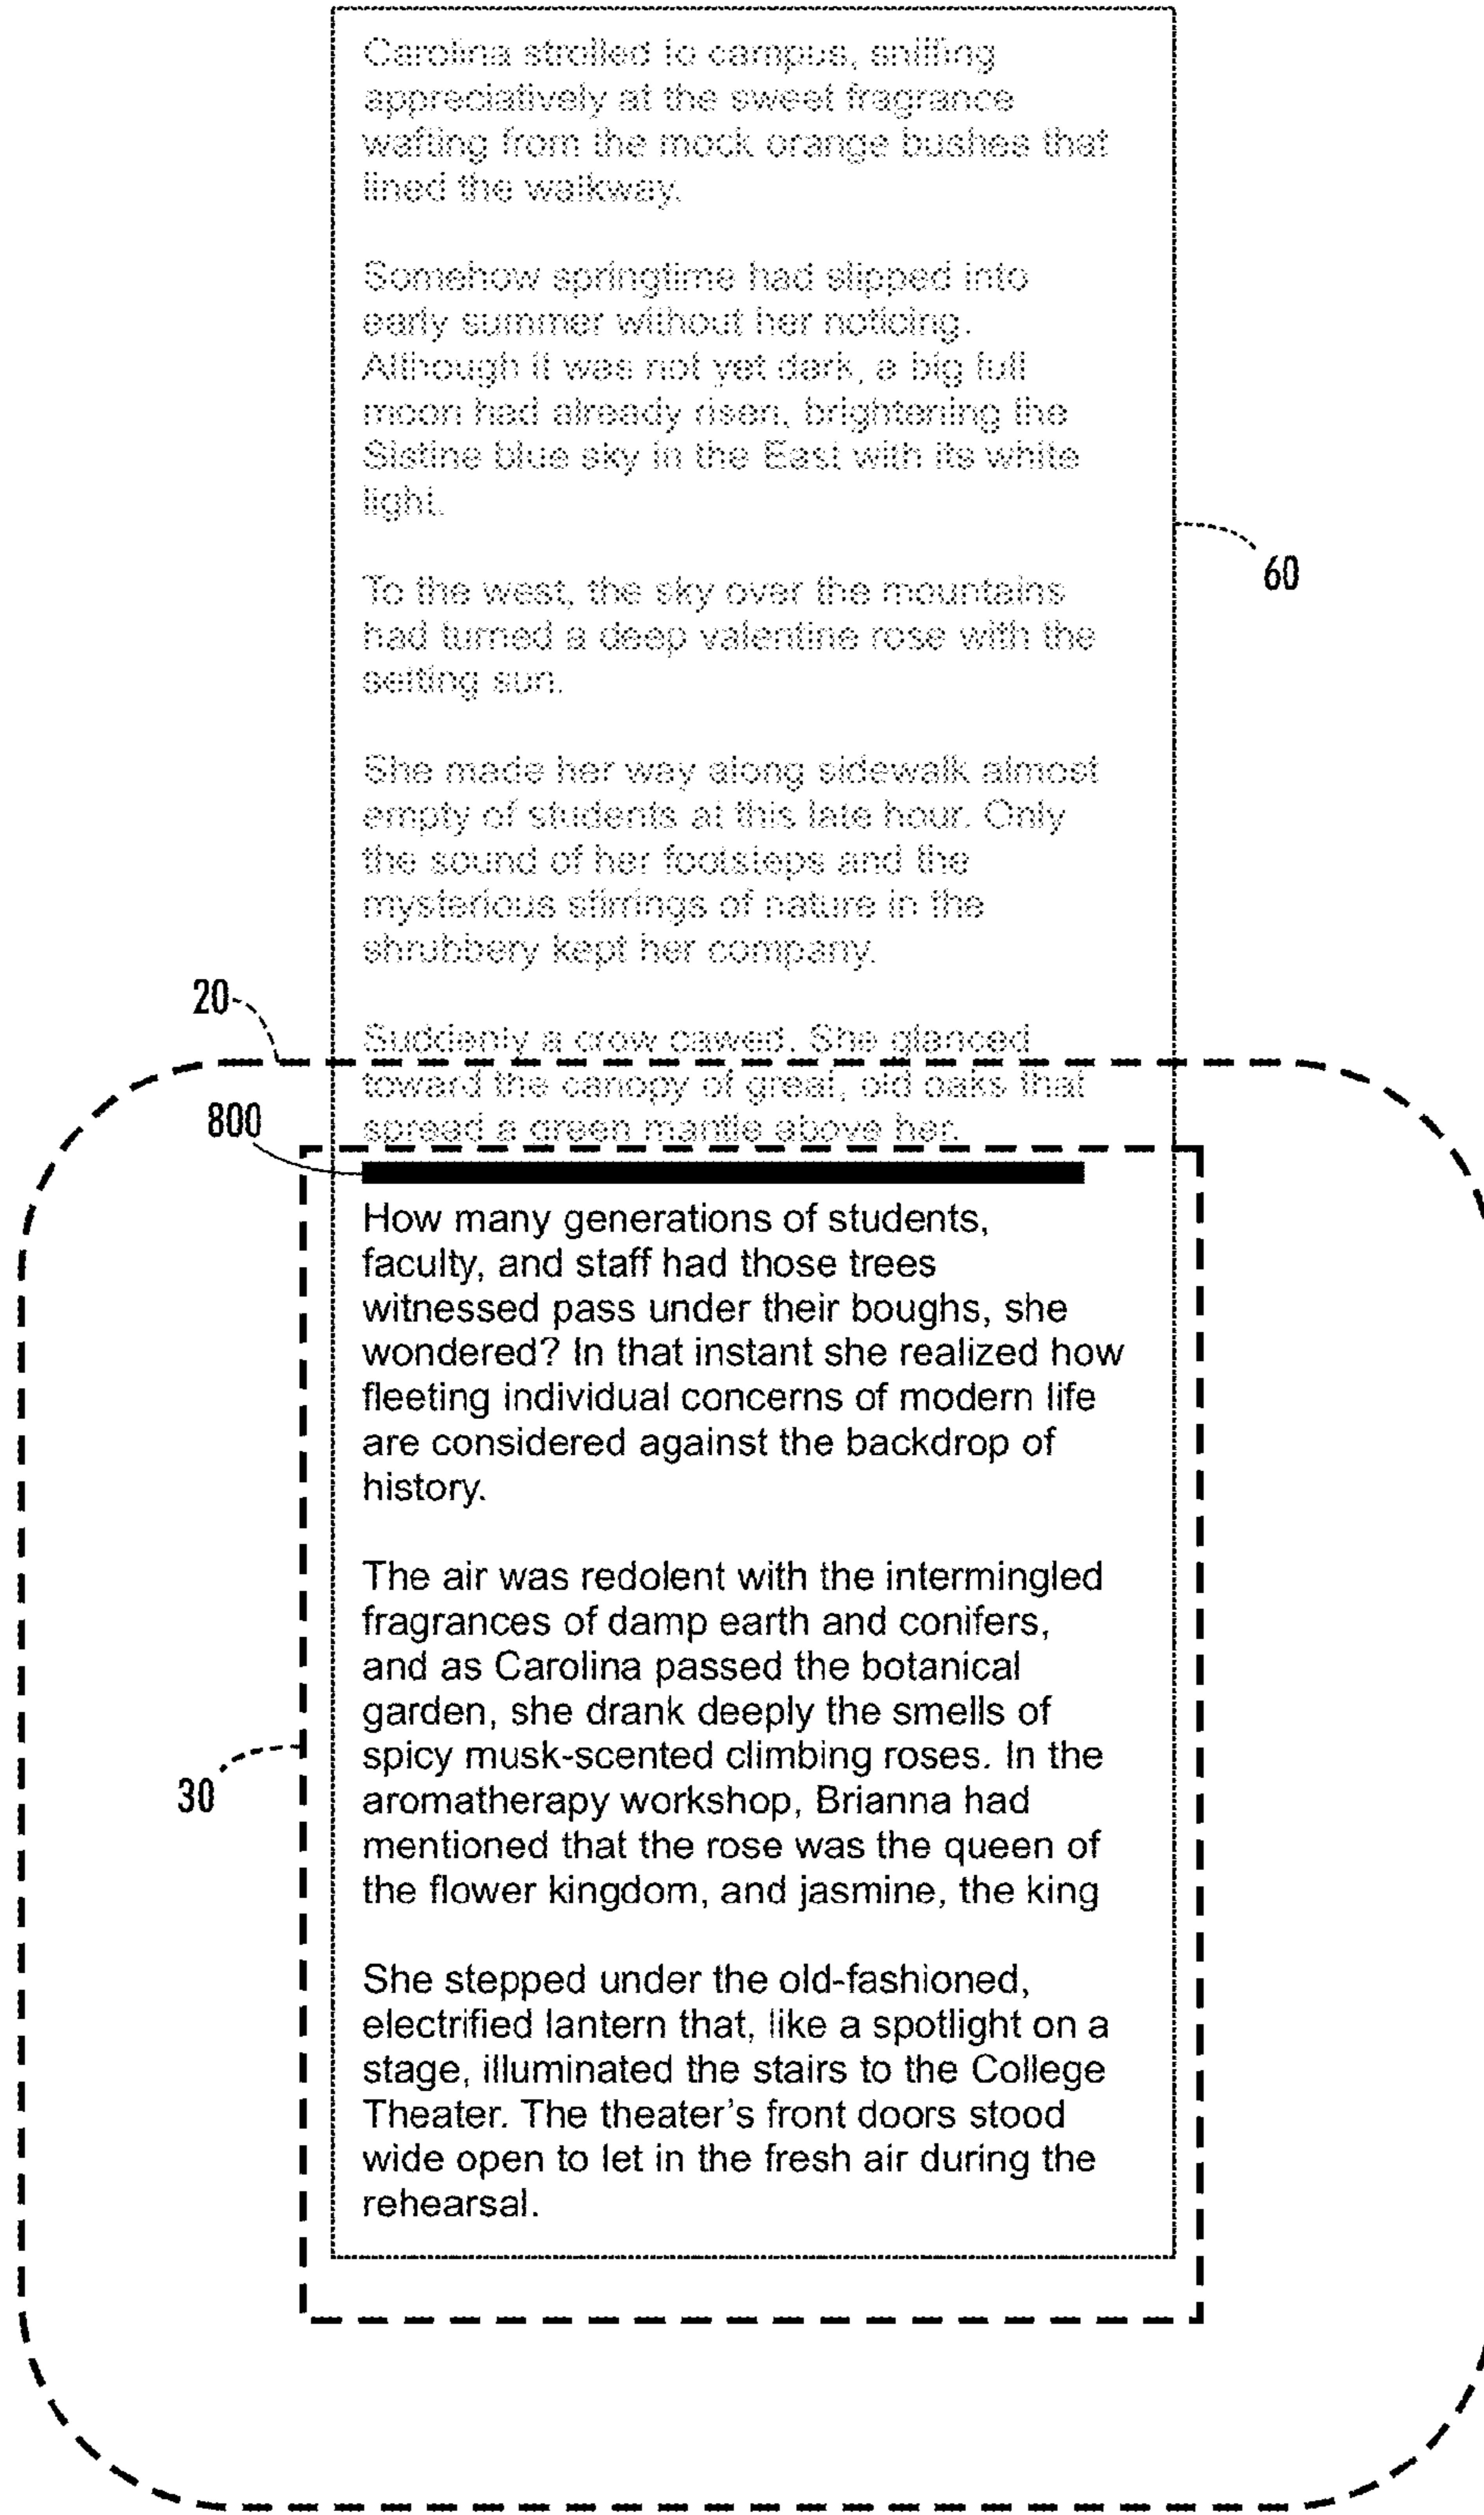 Carolina strolled to campus, sniffing
appreciatively at the sweet fragrance
wafting from the mock orange bushes that
lined the walkway.
Somehow springtime had slipped into
early summer without her noticing.
Although it was not yet dark, a big full
moon had already risen, brightening the
Sistine blue sky in the East with its white
light.
60
To the west, the sky over the mountains
had turned a deep valentine rose with the
setting sun.
She made her way along sidewalk almost
empty of students at this late hour. Only
the sound of her footsteps and the
mysterious stirrings of nature in the
shrubbery kept her company.
20
Suddenly a crow cawed. She glanced
toward the canopy of great, old oaks that
800
spread a green mantle above her.
How many generations of students,
faculty, and staff had those trees
witnessed pass under their boughs, she
wondered? In that instant she realized how
fleeting individual concerns of modern life
are considered against the backdrop of
history.
The air was redolent with the intermingled
fragrances of damp earth and conifers,
and as Carolina passed the botanical
garden, she drank deeply the smells of
spicy musk-scented climbing roses. In the
30
aromatherapy workshop, Brianna had
mentioned that the rose was the queen of
the flower kingdom, and jasmine, the king
She stepped under the old-fashioned,
electrified lantern that, like a spotlight on a
stage, illuminated the stairs to the College
Theater. The theater's front doors stood
wide open to let in the fresh air during the
rehearsal.